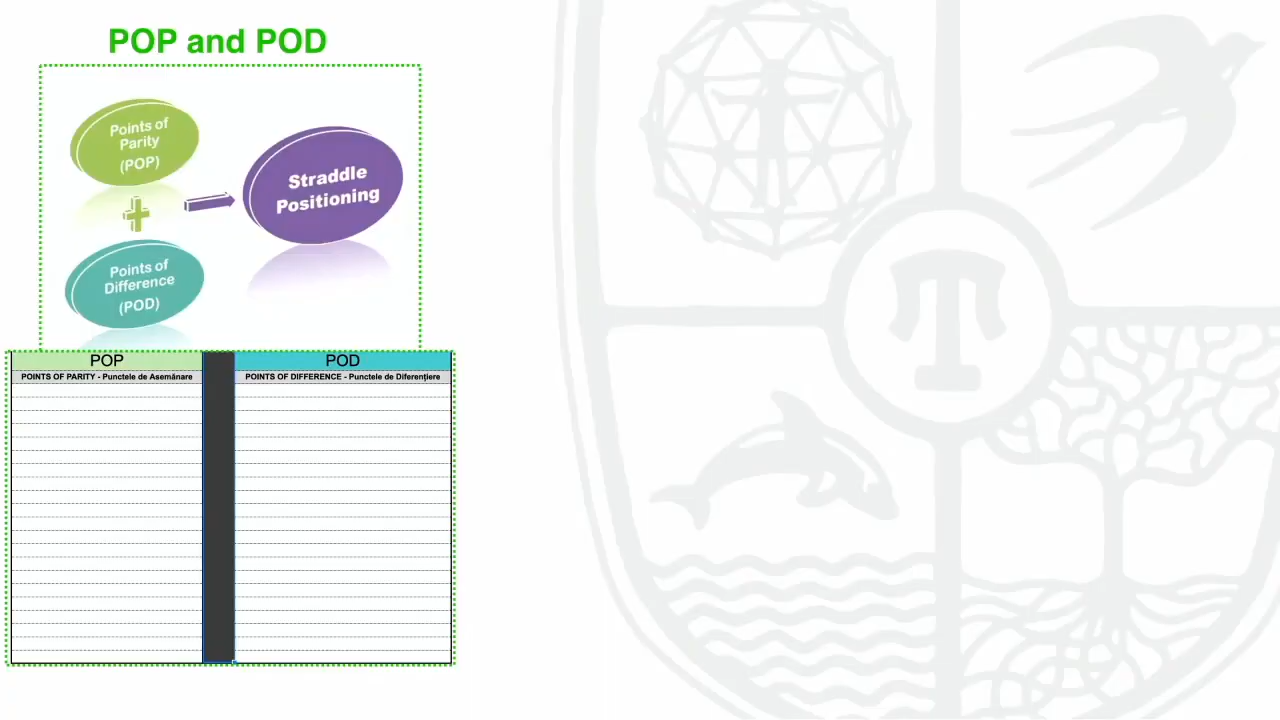 POP and POD
Points of
Parity
(POP)
Straddle
Positioning
Points of
Difference
(POD)
POP
POD
POINTS OF PARITY - Punctele de Asemănare
POINTS OF DIFFERENCE - Punctele de Diferențiere
T